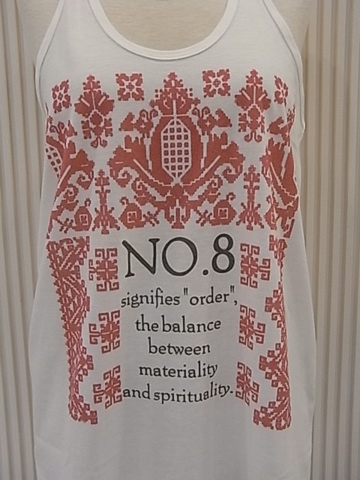 NO.8
signifies "order",
the balance
between
materiality
and spirituality.